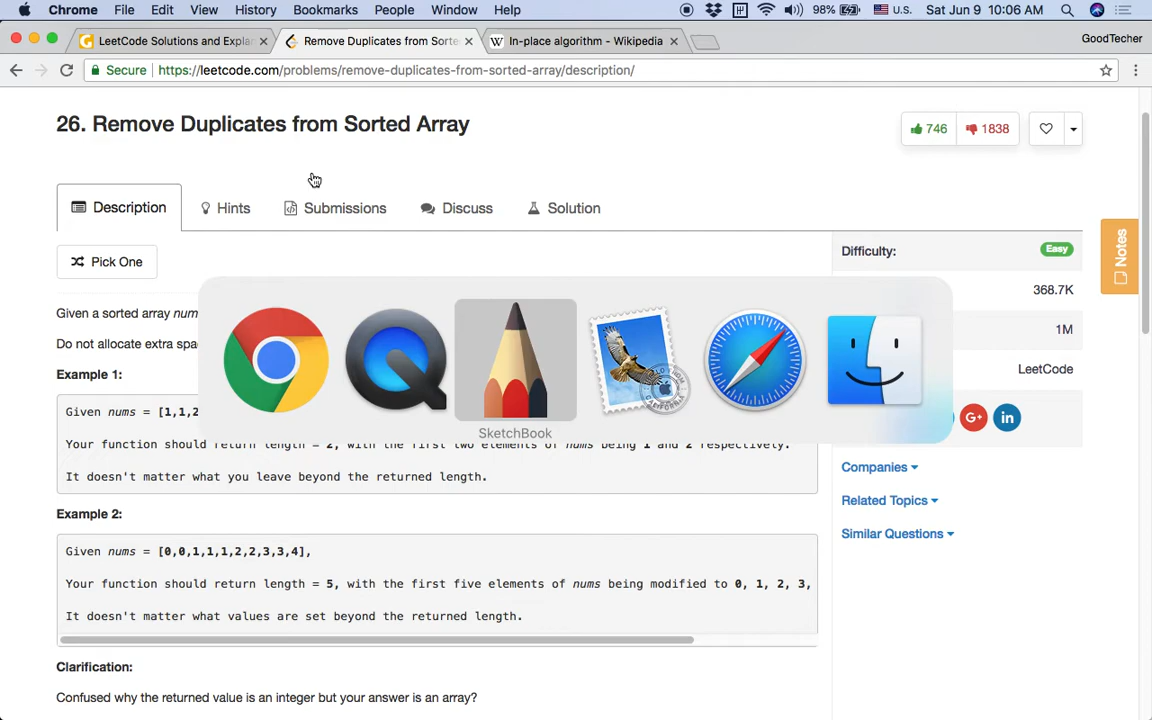 Chrome File Edit View History Bookmarks People Window Help 98% U.S. Sat Jun 9 10:06 AM
LeetCode Solutions and Explan Remove Duplicates from Sorte In-place algorithm - Wikipedia GoodTecher
Secure https://leetcode.com/problems/remove-duplicates-from-sorted-array/description/
26. Remove Duplicates from Sorted Array
746 1838
Description Hints Submissions Discuss Solution
Notes
Pick One
Difficulty: Easy
368.7K
1M
LeetCode
Given a sorted array num
Do not allocate extra spa
Example 1:
Given nums = [1,1,2
SketchBook
Your function should return length = 2, with the first two elements of nums being 1 and 2 respectively.
It doesn't matter what you leave beyond the returned length.
Companies
Related Topics
Similar Questions
Example 2:
Given nums = [0,0,1,1,1,2,2,3,3,4],
Your function should return length = 5, with the first five elements of nums being modified to 0, 1, 2, 3,
It doesn't matter what values are set beyond the returned length.
Clarification:
Confused why the returned value is an integer but your answer is an array?